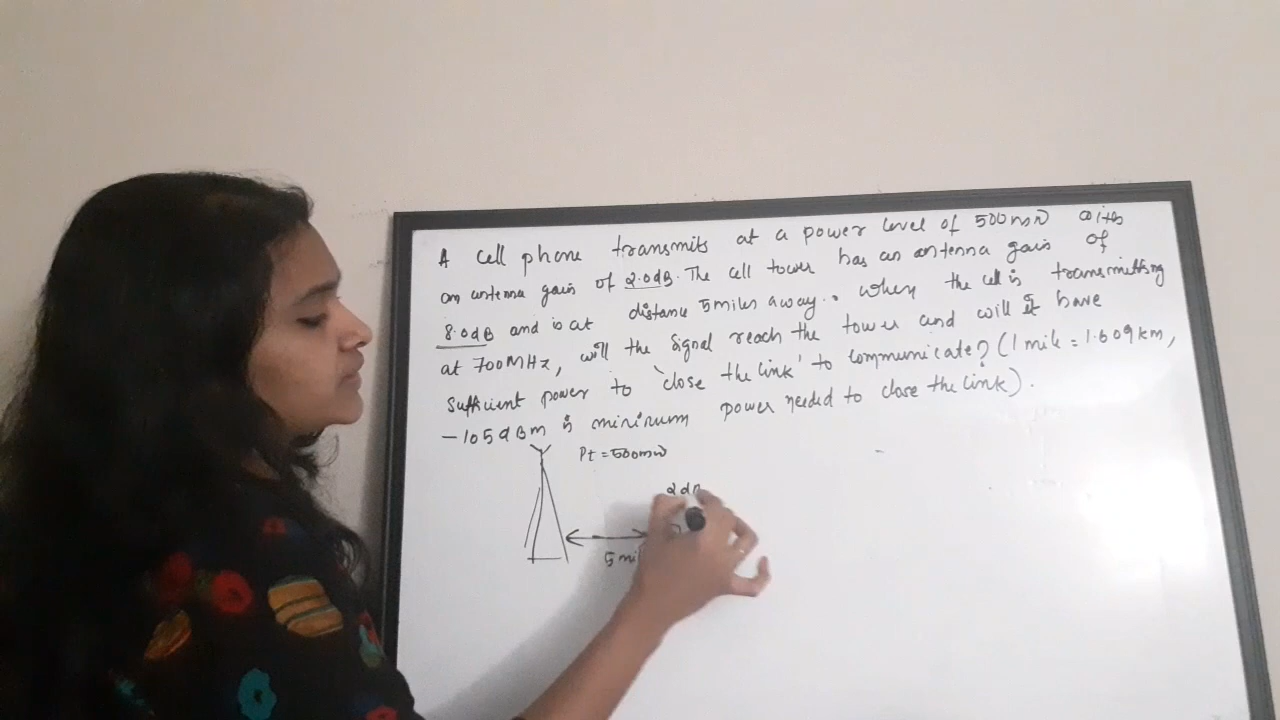 A cell phone transmits at a power level of 500mW with
an antenna gain of 2.0dB. The cell tower has an antenna gain of
8.0dB and is at distance 5miles away. When the cell is transmitting
at 700MHz, will the signal reach the tower and will it have
sufficient power to 'close the link' to communicate? (1 mile = 1.609km,
-105dBm is minimum power needed to close the link).
Pt = 500mW
2dB
5 mil